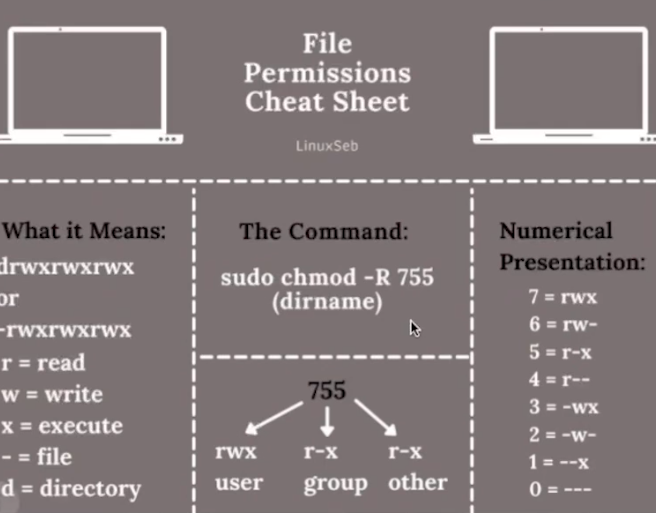 File
Permissions
Cheat Sheet
LinuxSeb
What it Means:
drwxrwxrwx
or
-rwxrwxrwx
r = read
w = write
x = execute
- = file
d = directory
The Command:
sudo chmod -R 755
(dirname)
755
rwx r-x r-x
user group other
Numerical
Presentation:
7 = rwx
6 = rw-
5 = r-x
4 = r--
3 = -wx
2 = -w-
1 = --x
0 = ---